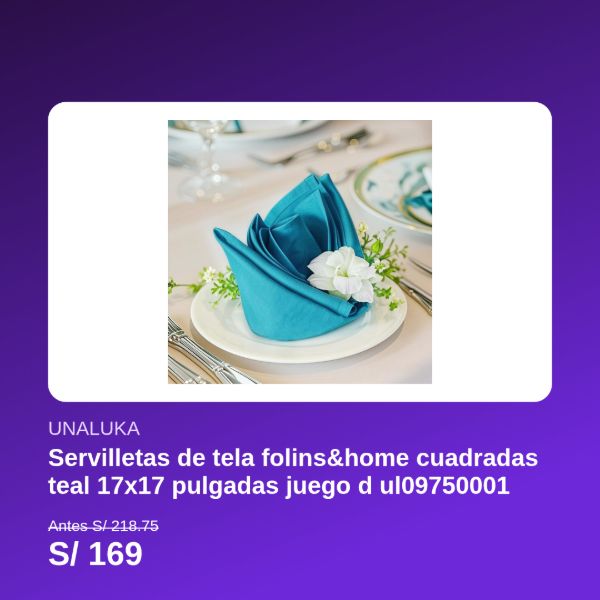 UNALUKA
Servilletas de tela folins&home cuadradas
teal 17x17 pulgadas juego d ul09750001
Antes S/ 218.75
S/ 169